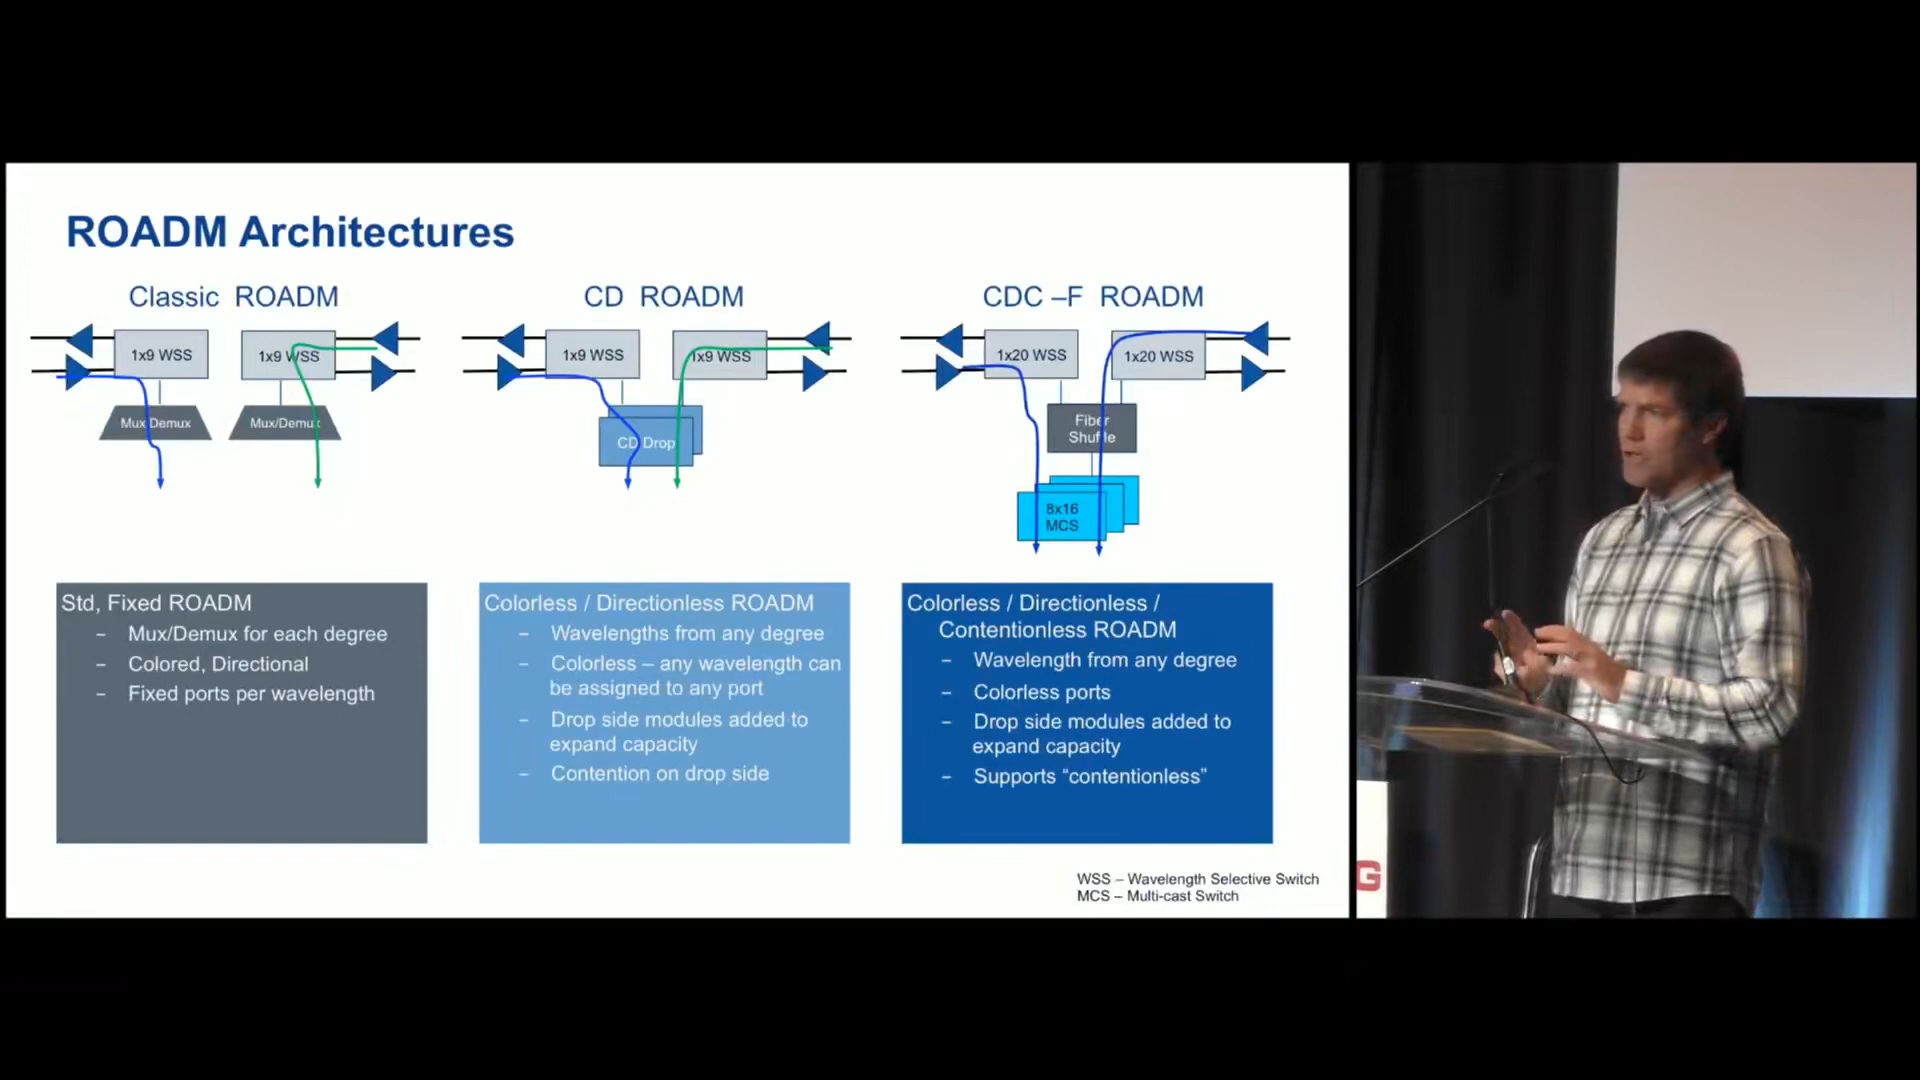 ROADM Architectures
Classic ROADM
CD ROADM
CDC –F ROADM
1x9 WSS
1x9 WSS
1x9 WSS
1x9 WSS
1x20 WSS
1x20 WSS
Mux/Demux
Mux/Demux
CD Drop
Fiber
Shuffle
8x16
MCS
Std, Fixed ROADM
– Mux/Demux for each degree
– Colored, Directional
– Fixed ports per wavelength
Colorless / Directionless ROADM
– Wavelengths from any degree
– Colorless – any wavelength can
be assigned to any port
– Drop side modules added to
expand capacity
– Contention on drop side
Colorless / Directionless /
Contentionless ROADM
– Wavelength from any degree
– Colorless ports
– Drop side modules added to
expand capacity
– Supports “contentionless”
WSS – Wavelength Selective Switch
MCS – Multi-cast Switch
G